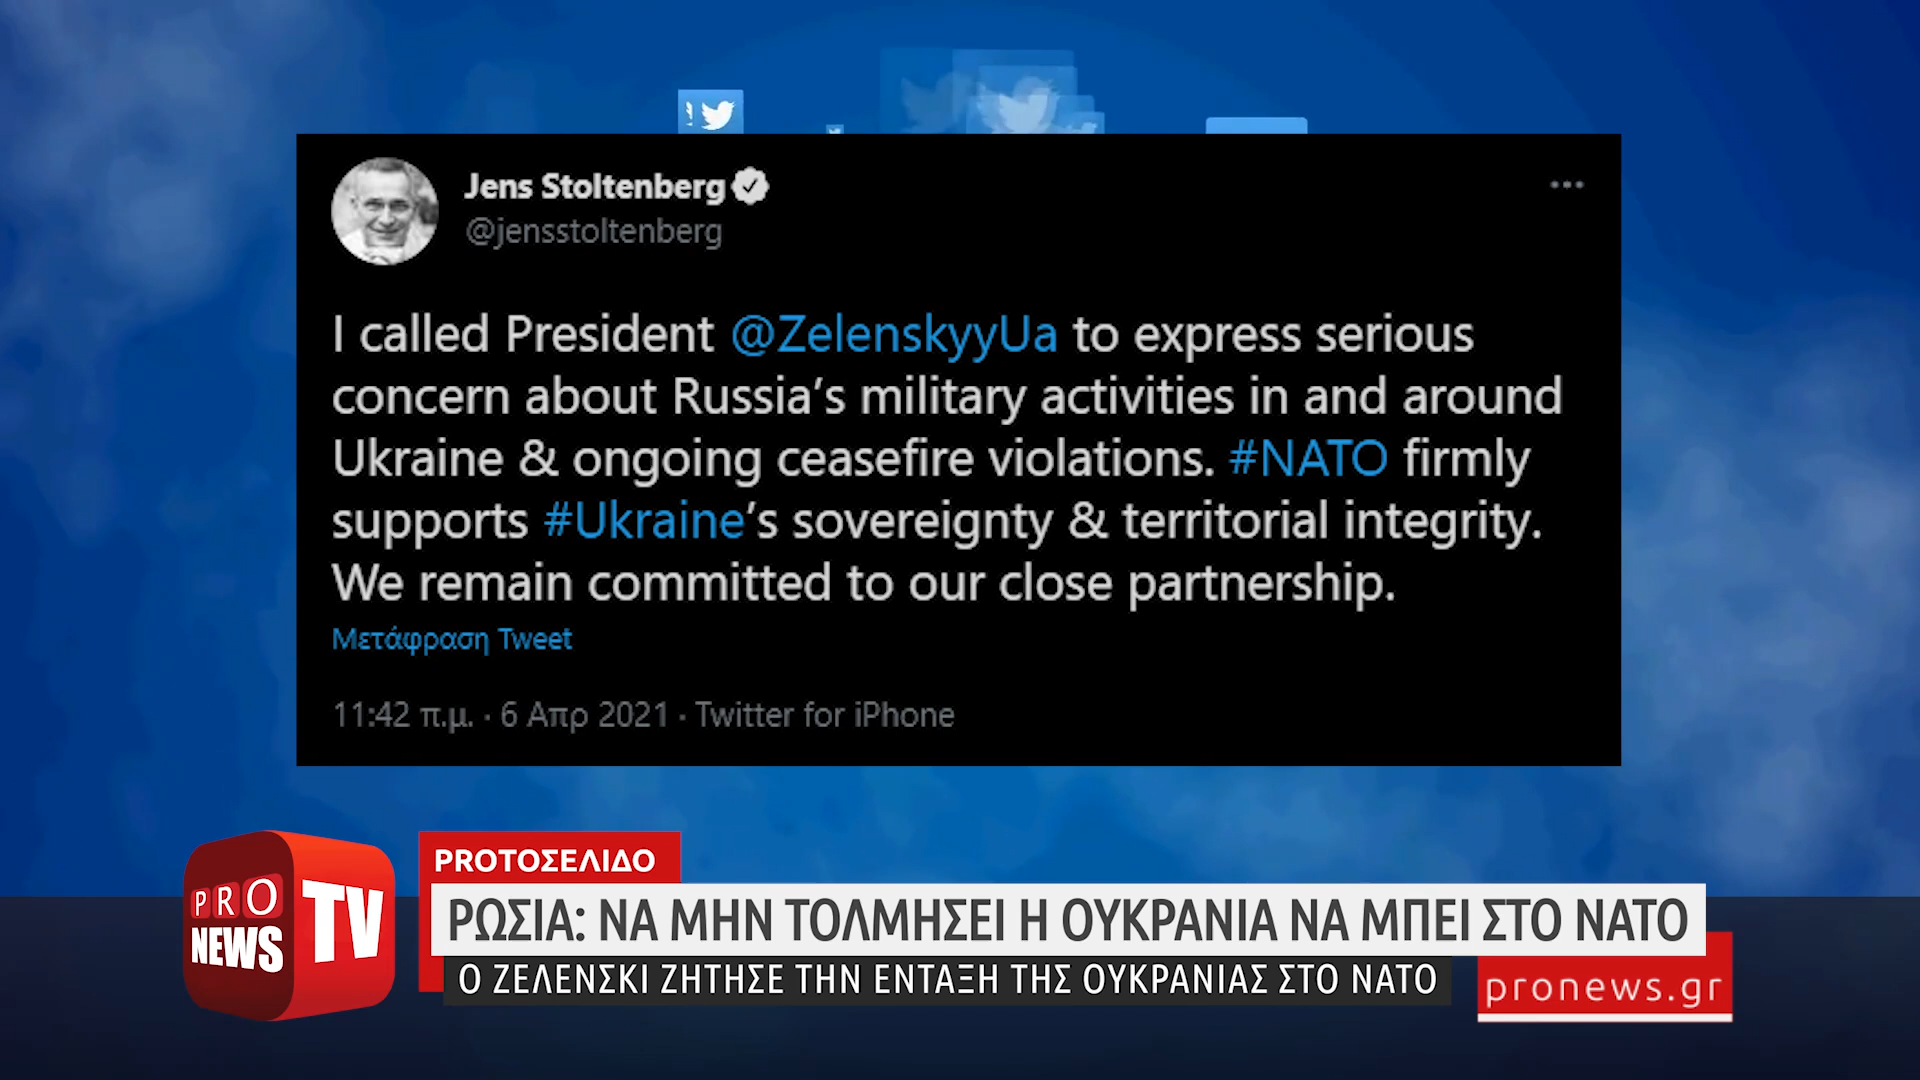 Jens Stoltenberg
@jensstoltenberg
I called President @ZelenskyyUa to express serious
concern about Russia's military activities in and around
Ukraine & ongoing ceasefire violations. #NATO firmly
supports #Ukraine's sovereignty & territorial integrity.
We remain committed to our close partnership.
Μετάφραση Tweet
11:42 π.μ. · 6 Απρ 2021 · Twitter for iPhone
PROΤΟΣΕΛΙΔΟ
ΡΩΣΙΑ: ΝΑ ΜΗΝ ΤΟΛΜΗΣΕΙ Η ΟΥΚΡΑΝΙΑ ΝΑ ΜΠΕΙ ΣΤΟ ΝΑΤΟ
Ο ΖΕΛΕΝΣΚΙ ΖΗΤΗΣΕ ΤΗΝ ΕΝΤΑΞΗ ΤΗΣ ΟΥΚΡΑΝΙΑΣ ΣΤΟ ΝΑΤΟ
PRO
NEWS
TV
pronews.gr